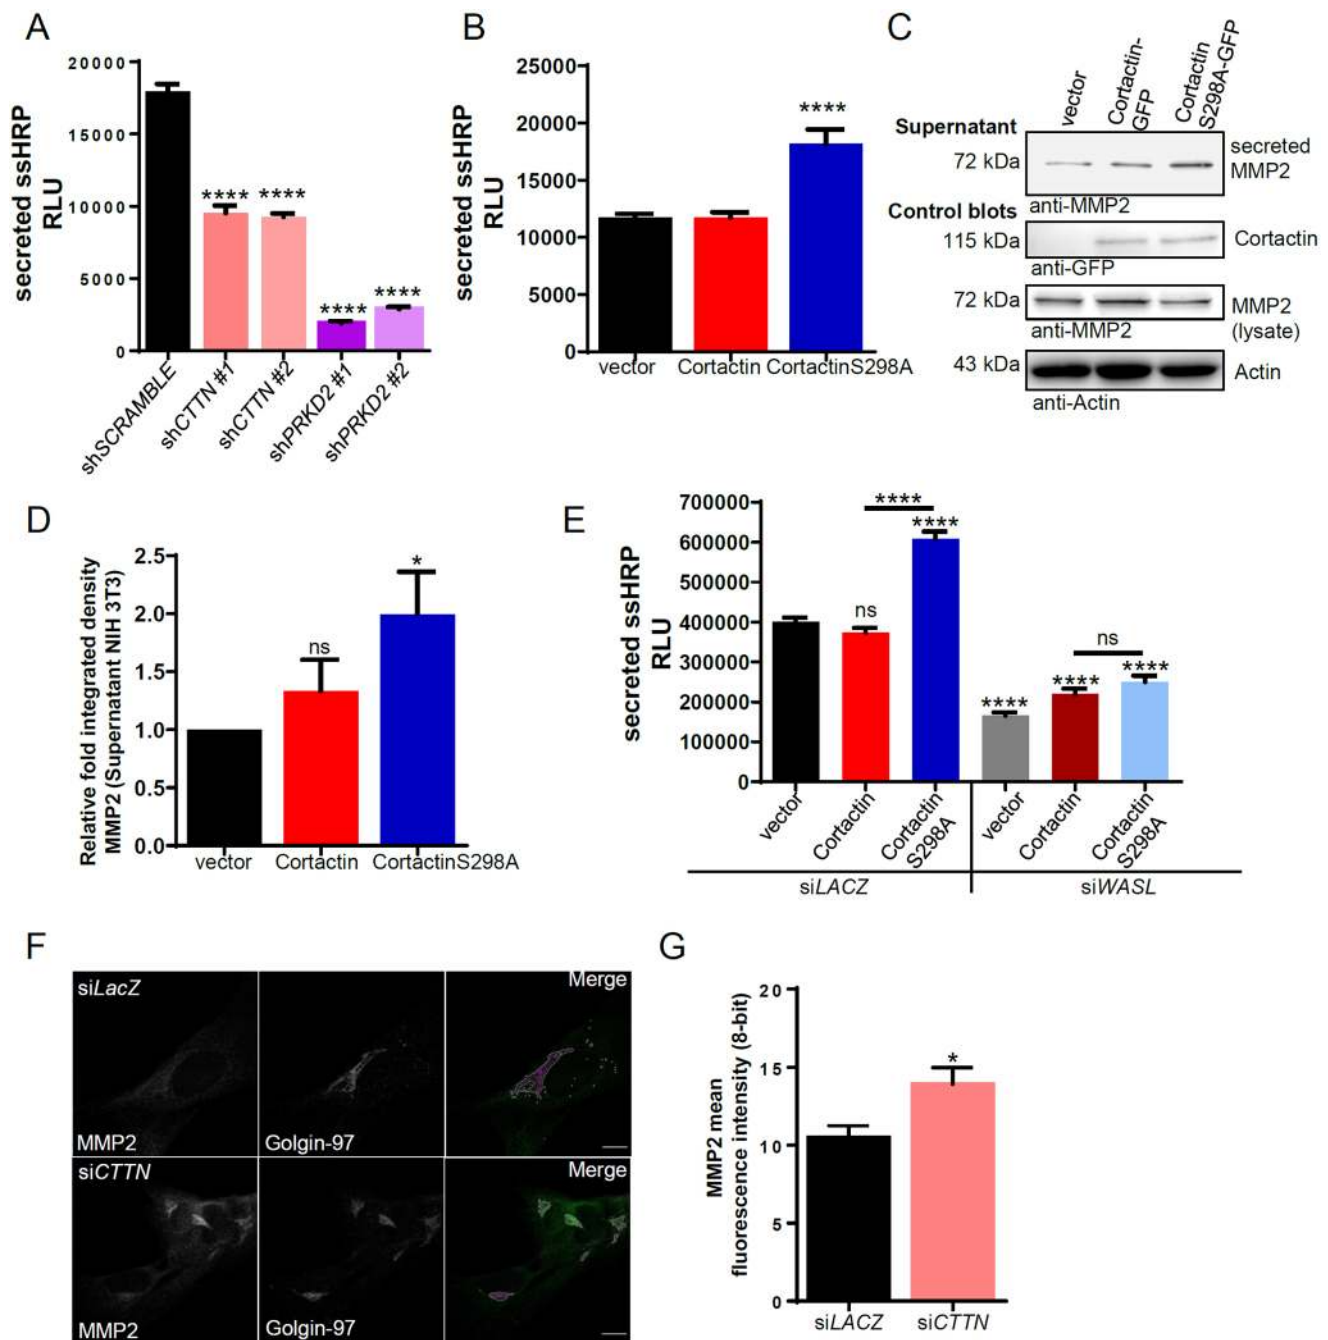 A
secreted ssHRP
RLU
20000
15000
10000
5000
0
****
****
****
****
shSCRAMBLE
shCTTN #1
shCTTN #2
shPRKD2 #1
shPRKD2 #2
B
secreted ssHRP
RLU
25000
20000
15000
10000
5000
0
****
vector
Cortactin
CortactinS298A
C
vector
Cortactin-
GFP
Cortactin
S298A-GFP
Supernatant
72 kDa
secreted
MMP2
anti-MMP2
Control blots
115 kDa
Cortactin
anti-GFP
72 kDa
MMP2
(lysate)
anti-MMP2
43 kDa
Actin
anti-Actin
D
Relative fold integrated density
MMP2 (Supernatant NIH 3T3)
2.5
2.0
1.5
1.0
0.5
0.0
ns
*
vector
Cortactin
CortactinS298A
E
secreted ssHRP
RLU
700000
600000
500000
400000
300000
200000
100000
0
****
ns
****
ns
****
****
****
vector
Cortactin
Cortactin
S298A
vector
Cortactin
Cortactin
S298A
siLACZ
siWASL
F
siLacZ
Merge
MMP2
Golgin-97
siCTTN
Merge
MMP2
Golgin-97
G
MMP2 mean
fluorescence intensity (8-bit)
20
15
10
5
0
*
siLACZ
siCTTN